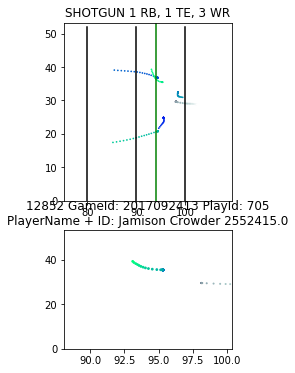 SHOTGUN 1 RB, 1 TE, 3 WR
50
40
30
20
10
0
80 90 100
12852 GameId: 2017092413 PlayId: 705
PlayerName + ID: Jamison Crowder 2552415.0
40
20
0
90.0 92.5 95.0 97.5 100.0